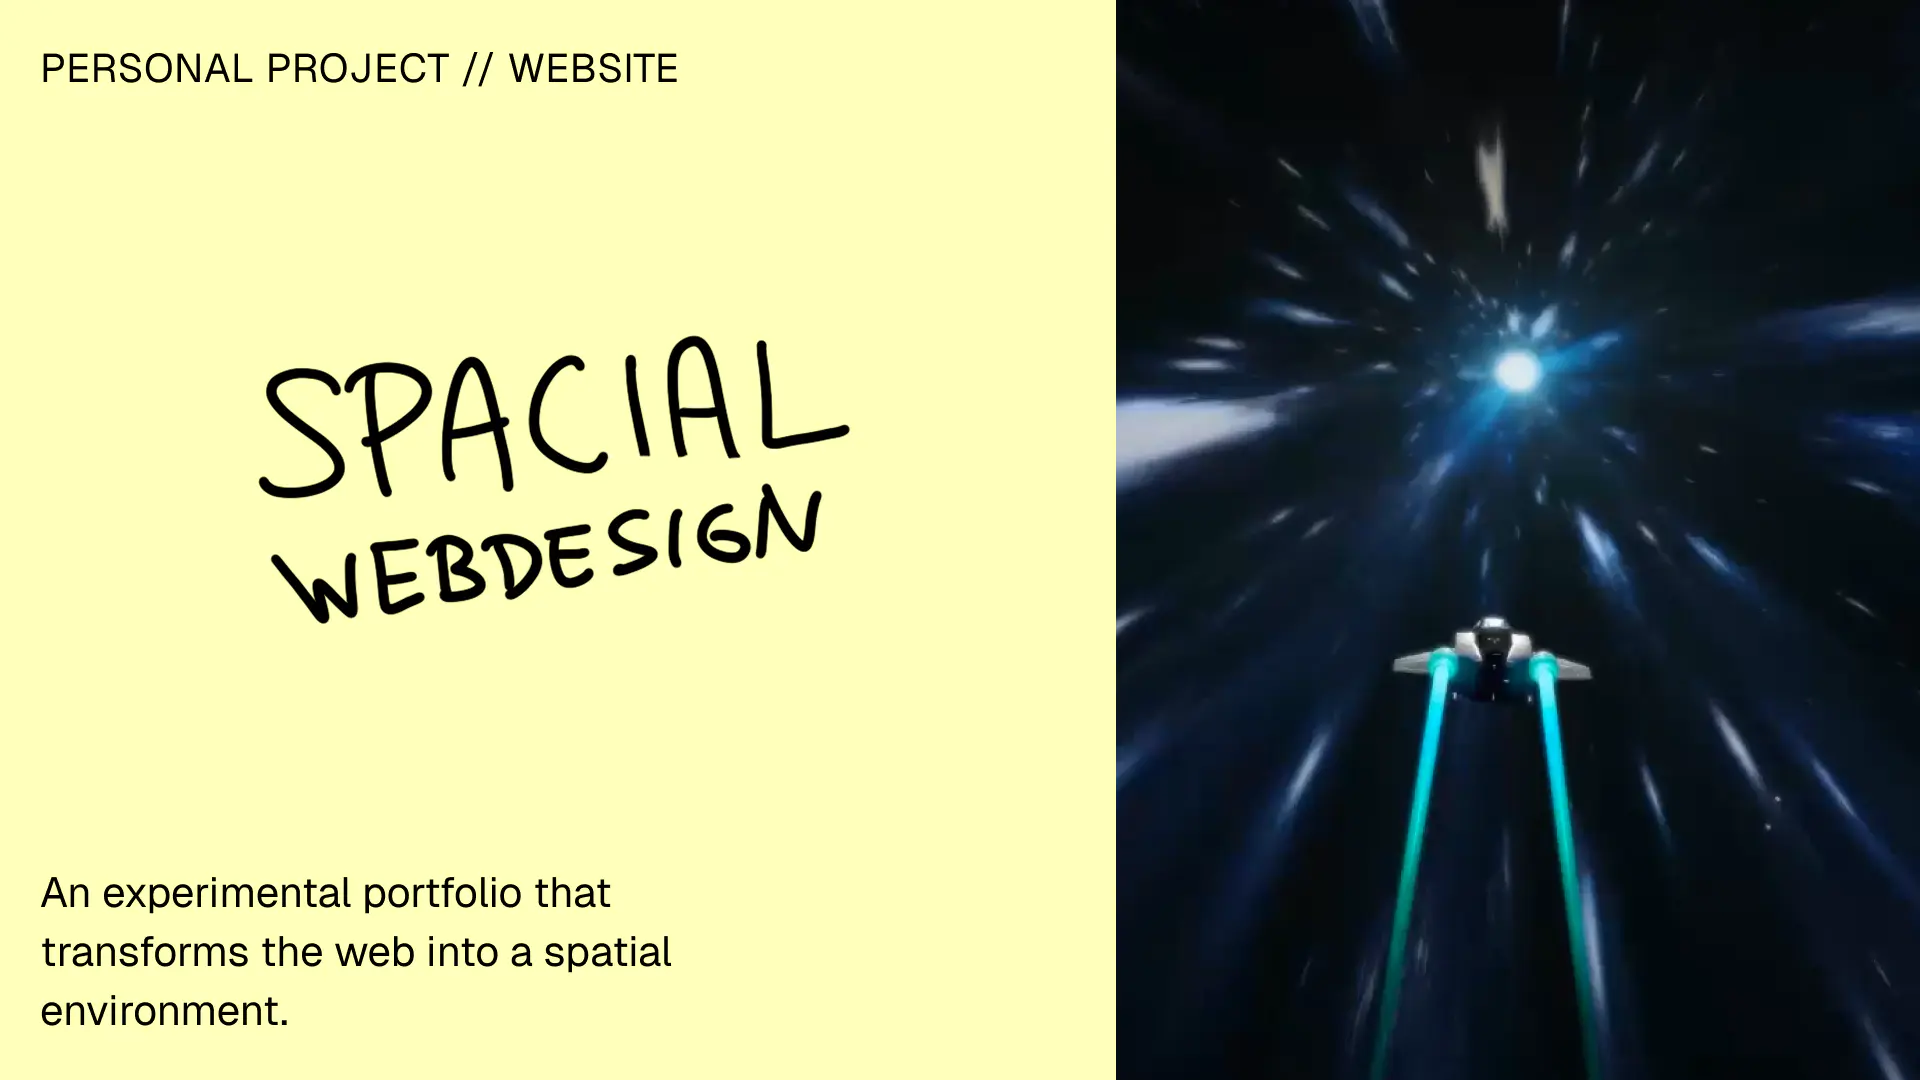 PERSONAL PROJECT // WEBSITE
SPACIAL
WEBDESIGN
An experimental portfolio that
transforms the web into a spatial
environment.